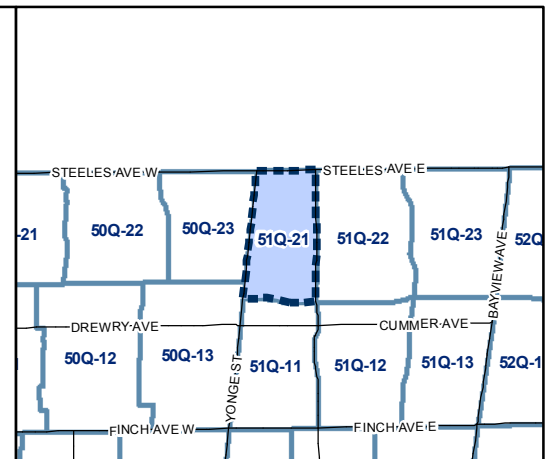 STEELES AVE W
STEELES AVE E
-21
50Q-22
50Q-23
51Q-21
51Q-22
51Q-23
52Q
BAYVIEW AVE
DREWRY AVE
CUMMER AVE
50Q-12
50Q-13
YONGE ST
51Q-11
51Q-12
51Q-13
52Q-1
FINCH AVE W
FINCH AVE E